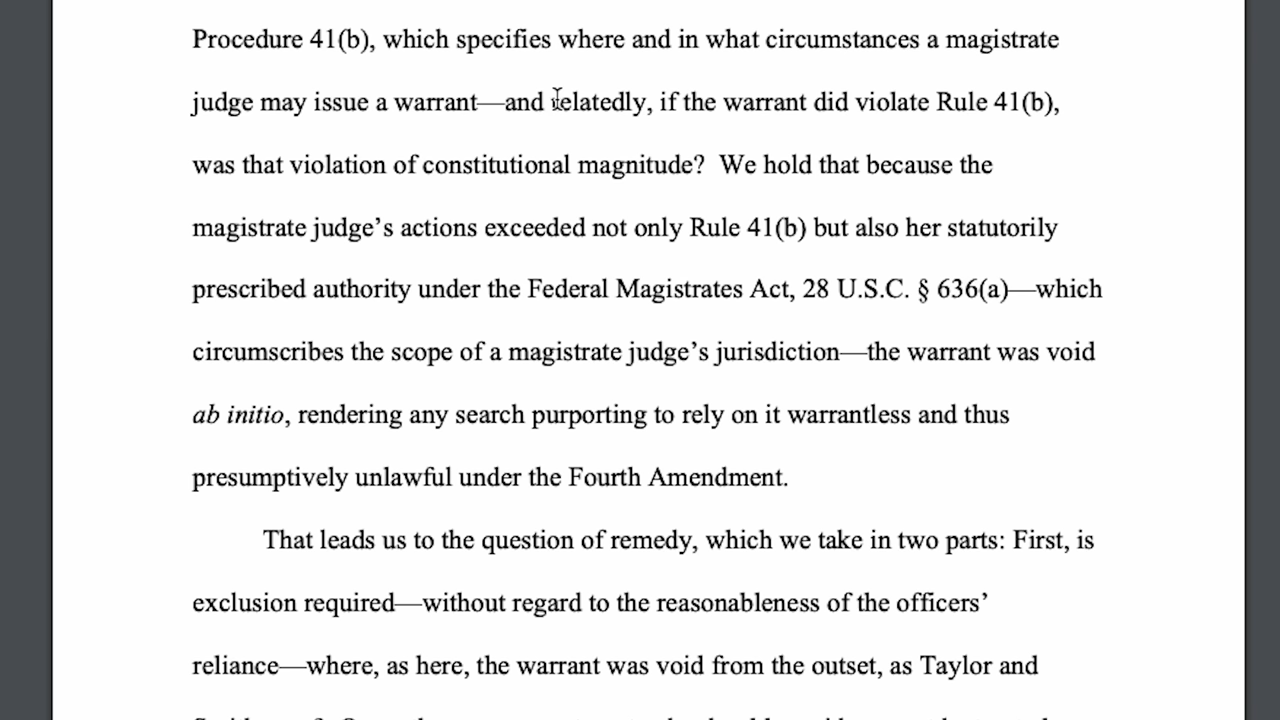 Procedure 41(b), which specifies where and in what circumstances a magistrate
judge may issue a warrant—and relatedly, if the warrant did violate Rule 41(b),
was that violation of constitutional magnitude?  We hold that because the
magistrate judge’s actions exceeded not only Rule 41(b) but also her statutorily
prescribed authority under the Federal Magistrates Act, 28 U.S.C. § 636(a)—which
circumscribes the scope of a magistrate judge’s jurisdiction—the warrant was void
ab initio, rendering any search purporting to rely on it warrantless and thus
presumptively unlawful under the Fourth Amendment.
That leads us to the question of remedy, which we take in two parts: First, is
exclusion required—without regard to the reasonableness of the officers’
reliance—where, as here, the warrant was void from the outset, as Taylor and